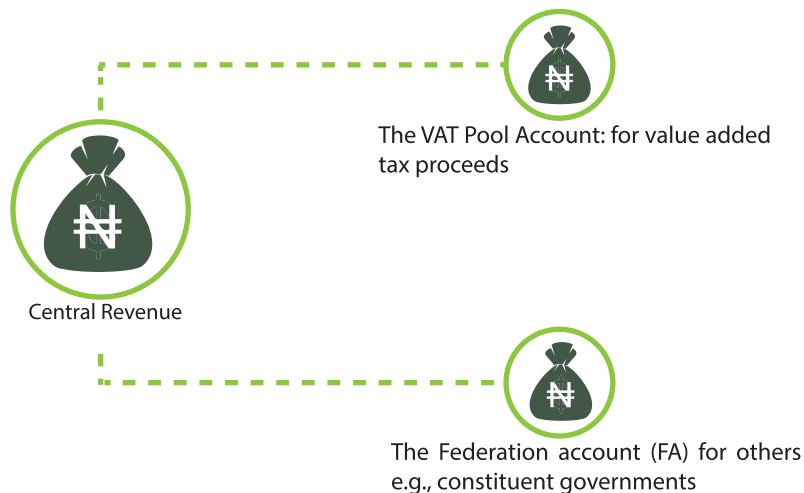 ₦
The VAT Pool Account: for value added
tax proceeds
₦
Central Revenue
₦
The Federation account (FA) for others
e.g., constituent governments